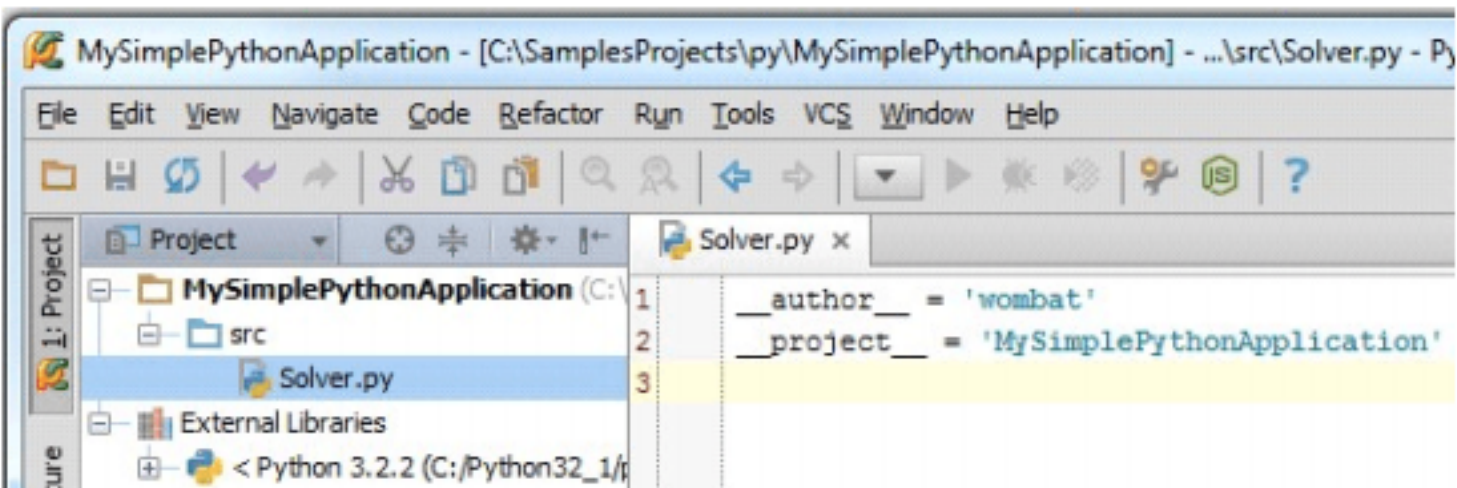 MySimplePythonApplication - [C:\SamplesProjects\py\MySimplePythonApplication] - ...\src\Solver.py - Py
File Edit View Navigate Code Refactor Run Tools VCS Window Help
JS ?
1: Project
Project
Solver.py ×
MySimplePythonApplication (C:\
src
Solver.py
External Libraries
< Python 3.2.2 (C:/Python32_1/p
1 __author__ = 'wombat'
2 __project__ = 'MySimplePythonApplication'
3